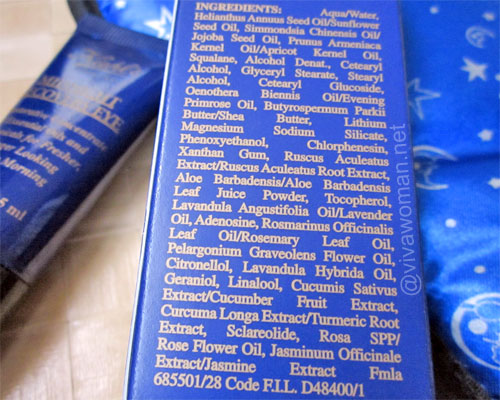 INGREDIENTS: Aqua/Water,
Helianthus Annuus Seed Oil/Sunflower
Seed Oil, Simmondsia Chinensis Oil/
Jojoba Seed Oil, Prunus Armeniaca
Kernel Oil/Apricot Kernel Oil,
Squalane, Alcohol Denat., Cetearyl
Alcohol, Glyceryl Stearate, Stearyl
Alcohol, Cetearyl Glucoside,
Oenothera Biennis Oil/Evening
Primrose Oil, Butyrospermum Parkii
Butter/Shea Butter, Lithium
Magnesium Sodium Silicate,
Phenoxyethanol, Chlorphenesin,
Xanthan Gum, Ruscus Aculeatus
Extract/Ruscus Aculeatus Root Extract,
Aloe Barbadensis/Aloe Barbadensis
Leaf Juice Powder, Tocopherol,
Lavandula Angustifolia Oil/Lavender
Oil, Adenosine, Rosmarinus Officinalis
Leaf Oil/Rosemary Leaf Oil,
Pelargonium Graveolens Flower Oil,
Citronellol, Lavandula Hybrida Oil,
Geraniol, Linalool, Cucumis Sativus
Extract/Cucumber Fruit Extract,
Curcuma Longa Extract/Turmeric Root
Extract, Sclareolide, Rosa SPP/
Rose Flower Oil, Jasminum Officinale
Extract/Jasmine Extract Fmla
685501/28 Code F.I.L. D48400/1
EYE
and
Fresher,
Looking
Morning
5 ml
@vivawoman.net